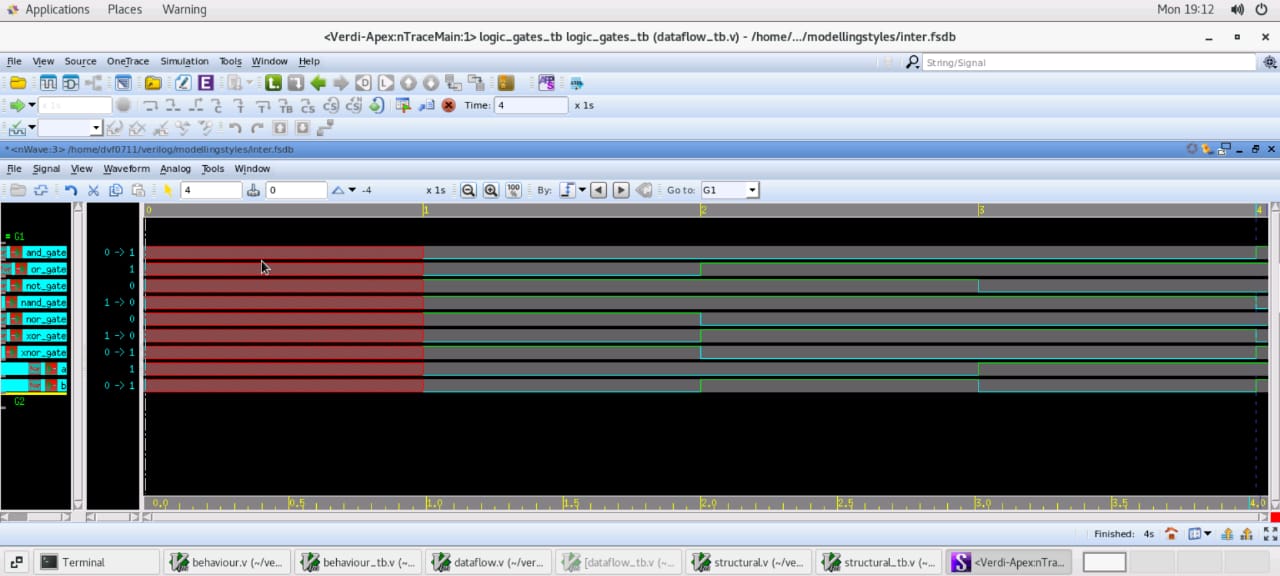 Applications Places Warning Mon 19:12
<Verdi-Apex:nTraceMain:1> logic_gates_tb logic_gates_tb (dataflow_tb.v) - /home/.../modellingstyles/inter.fsdb
File View Source OneTrace Simulation Tools Window Help String/Signal
x 1s Time: 4 x 1s
*<nWave:3> /home/dvf0711/verilog/modellingstyles/inter.fsdb
File Signal View Waveform Analog Tools Window
4 0 -4 x 1s 100% By: Go to: G1
0 1 2 3 4
= G1
and_gate 0 -> 1
or_gate 1
not_gate 0
nand_gate 1 -> 0
nor_gate 0
xor_gate 1 -> 0
xnor_gate 0 -> 1
a 1
b 0 -> 1
G2
0.0 0.5 1.0 1.5 2.0 2.5 3.0 3.5 4.0
Finished: 4s
Terminal behaviour.v (~/ve... behaviour_tb.v (~... dataflow.v (~/ver... [dataflow_tb.v (~... structural.v (~/ve... structural_tb.v (~... <Verdi-Apex:nTra...